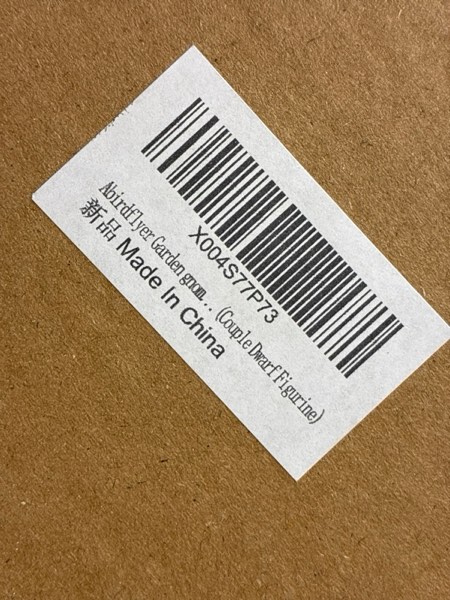 X004S77P73
Abirdflyer Garden gnom... (Couple Dwarf Figurine)
新品 Made In China